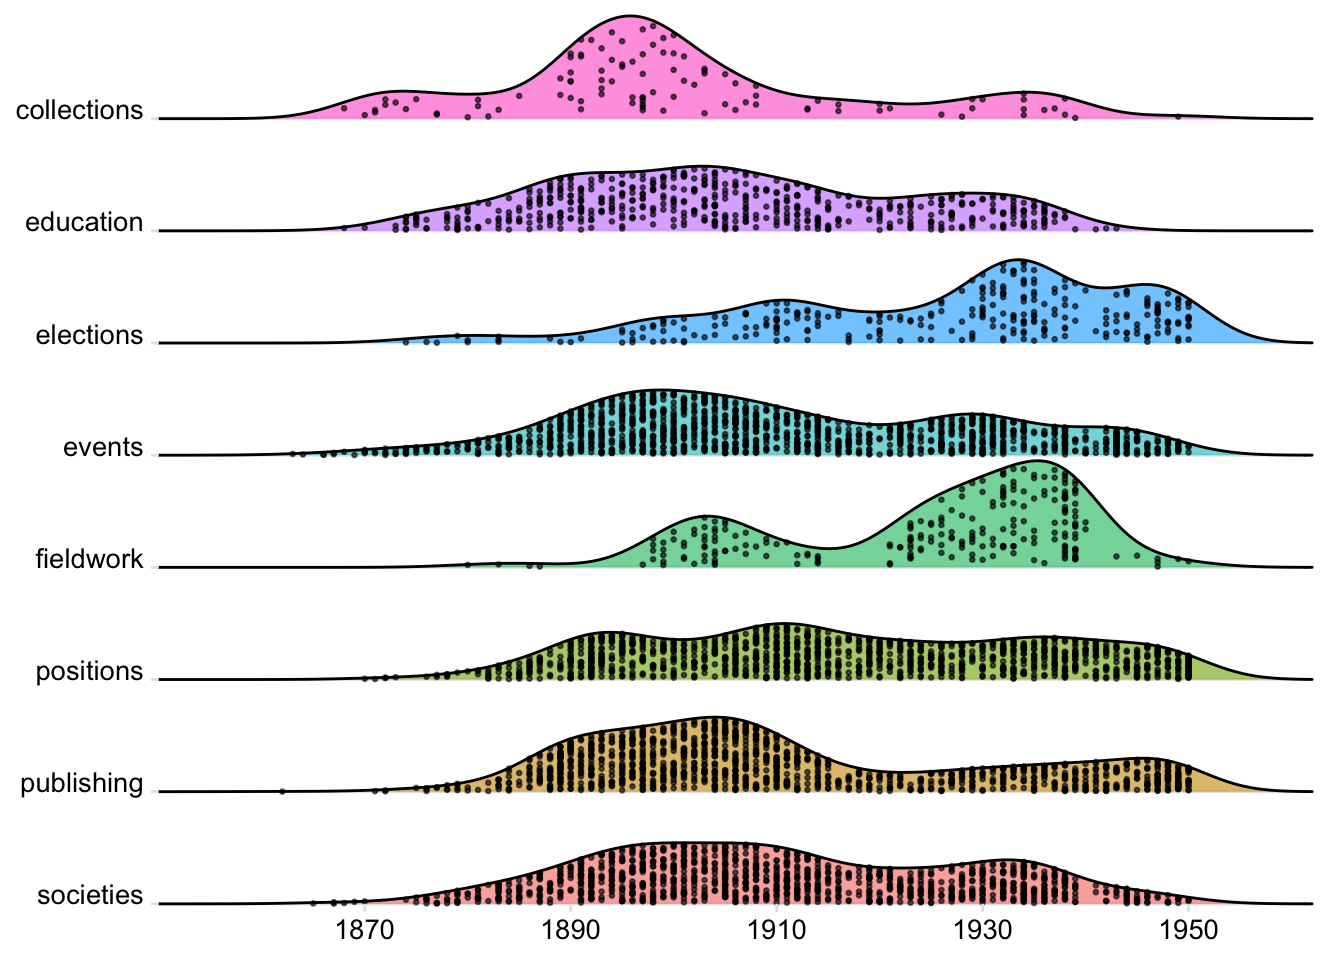 collections
education
elections
events
fieldwork
positions
publishing
societies
1870 1890 1910 1930 1950